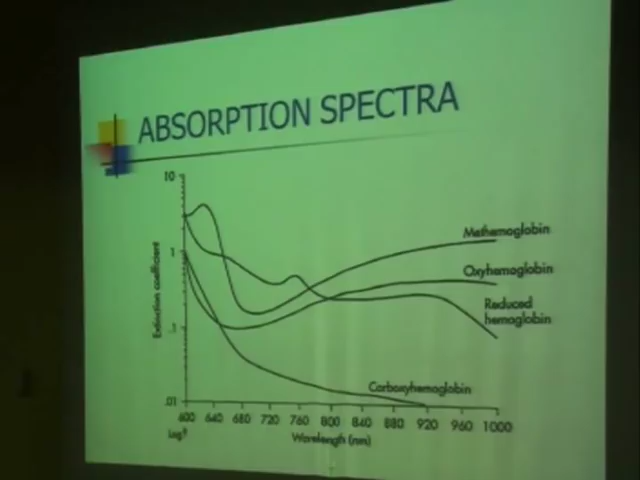 ABSORPTION SPECTRA
10
Methemoglobin
1
Extinction coefficient
Oxyhemoglobin
Reduced
hemoglobin
.1
Carboxyhemoglobin
.01
600 640 680 720 760 800 840 880 920 960 1000
Wavelength (nm)